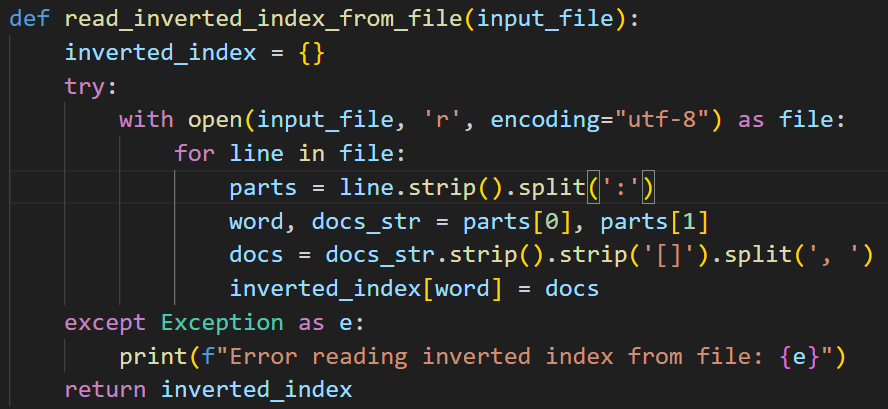 def read_inverted_index_from_file(input_file):
    inverted_index = {}
    try:
        with open(input_file, 'r', encoding="utf-8") as file:
            for line in file:
                parts = line.strip().split(':')
                word, docs_str = parts[0], parts[1]
                docs = docs_str.strip().strip('[]').split(', ')
                inverted_index[word] = docs
    except Exception as e:
        print(f"Error reading inverted index from file: {e}")
    return inverted_index